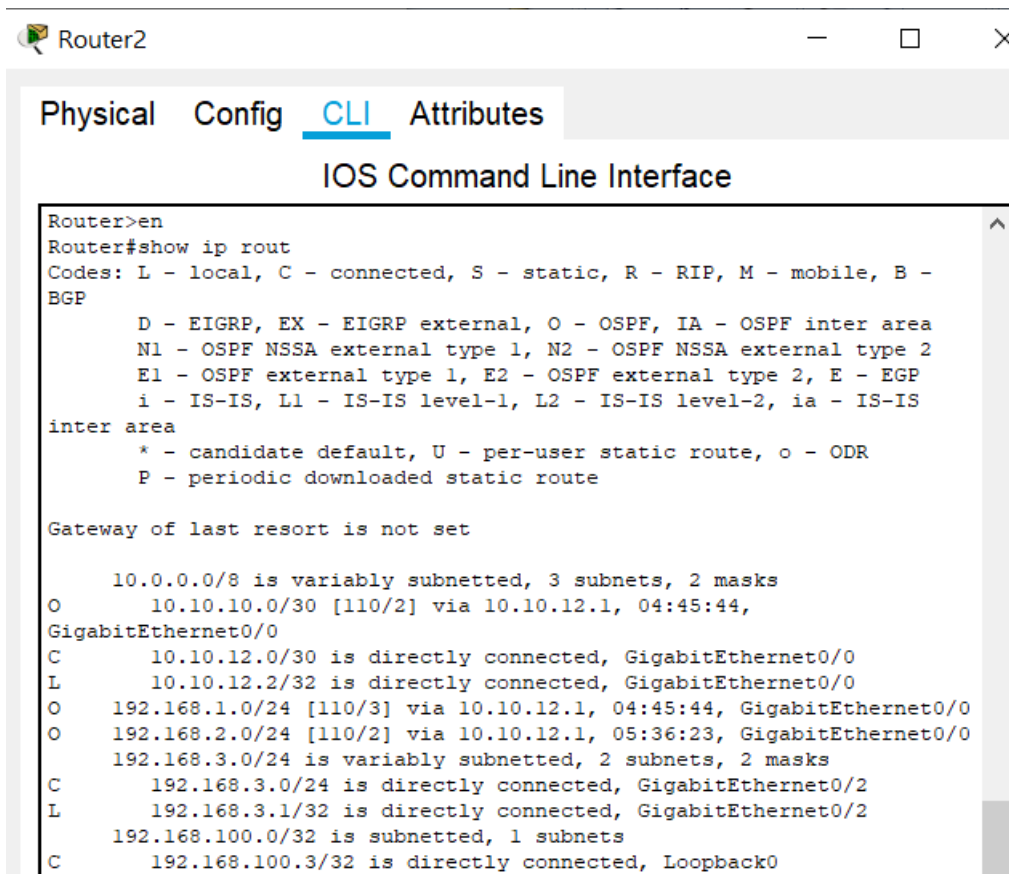 Router2
Physical Config CLI Attributes
IOS Command Line Interface
Router>en
Router#show ip rout
Codes: L - local, C - connected, S - static, R - RIP, M - mobile, B -
BGP
D - EIGRP, EX - EIGRP external, O - OSPF, IA - OSPF inter area
N1 - OSPF NSSA external type 1, N2 - OSPF NSSA external type 2
E1 - OSPF external type 1, E2 - OSPF external type 2, E - EGP
i - IS-IS, L1 - IS-IS level-1, L2 - IS-IS level-2, ia - IS-IS
inter area
* - candidate default, U - per-user static route, o - ODR
P - periodic downloaded static route
Gateway of last resort is not set
10.0.0.0/8 is variably subnetted, 3 subnets, 2 masks
O 10.10.10.0/30 [110/2] via 10.10.12.1, 04:45:44,
GigabitEthernet0/0
C 10.10.12.0/30 is directly connected, GigabitEthernet0/0
L 10.10.12.2/32 is directly connected, GigabitEthernet0/0
O 192.168.1.0/24 [110/3] via 10.10.12.1, 04:45:44, GigabitEthernet0/0
O 192.168.2.0/24 [110/2] via 10.10.12.1, 05:36:23, GigabitEthernet0/0
192.168.3.0/24 is variably subnetted, 2 subnets, 2 masks
C 192.168.3.0/24 is directly connected, GigabitEthernet0/2
L 192.168.3.1/32 is directly connected, GigabitEthernet0/2
192.168.100.0/32 is subnetted, 1 subnets
C 192.168.100.3/32 is directly connected, Loopback0